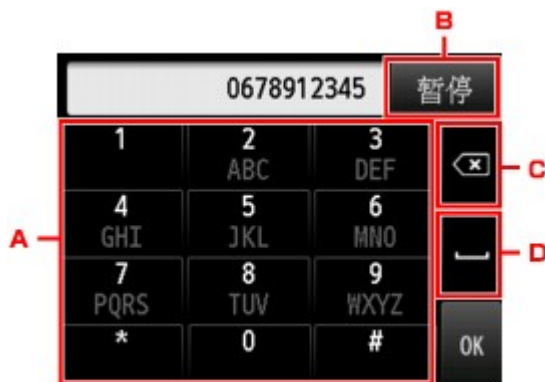 B
0678912345 暂停
1 2 3
ABC DEF
C
4 5 6
A GHI JKL MNO
D
7 8 9
PQRS TUV WXYZ
* 0 # OK